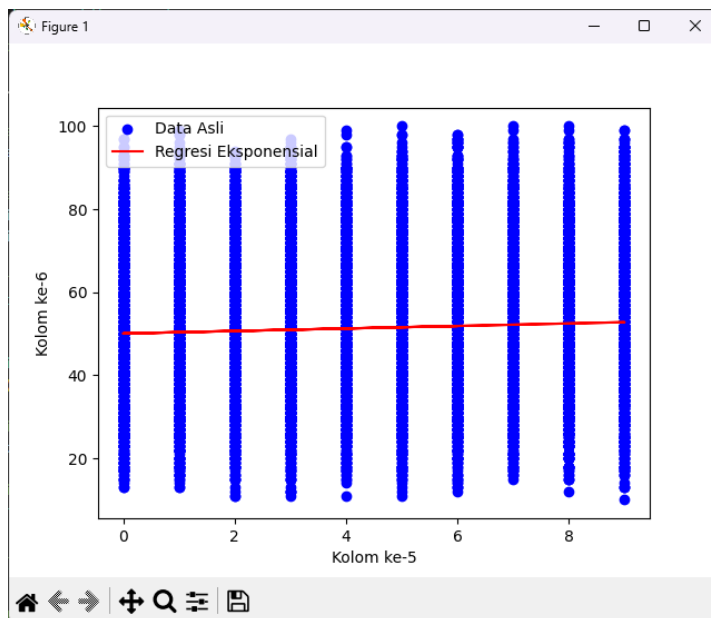 Figure 1
Data Asli
Regresi Eksponensial
100
80
60
40
20
Kolom ke-6
0 2 4 6 8
Kolom ke-5